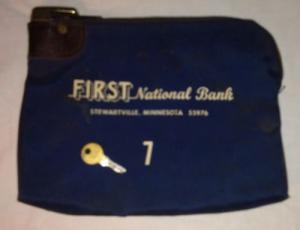 FIRST National Bank
STEWARTVILLE, MINNESOTA 55976
7